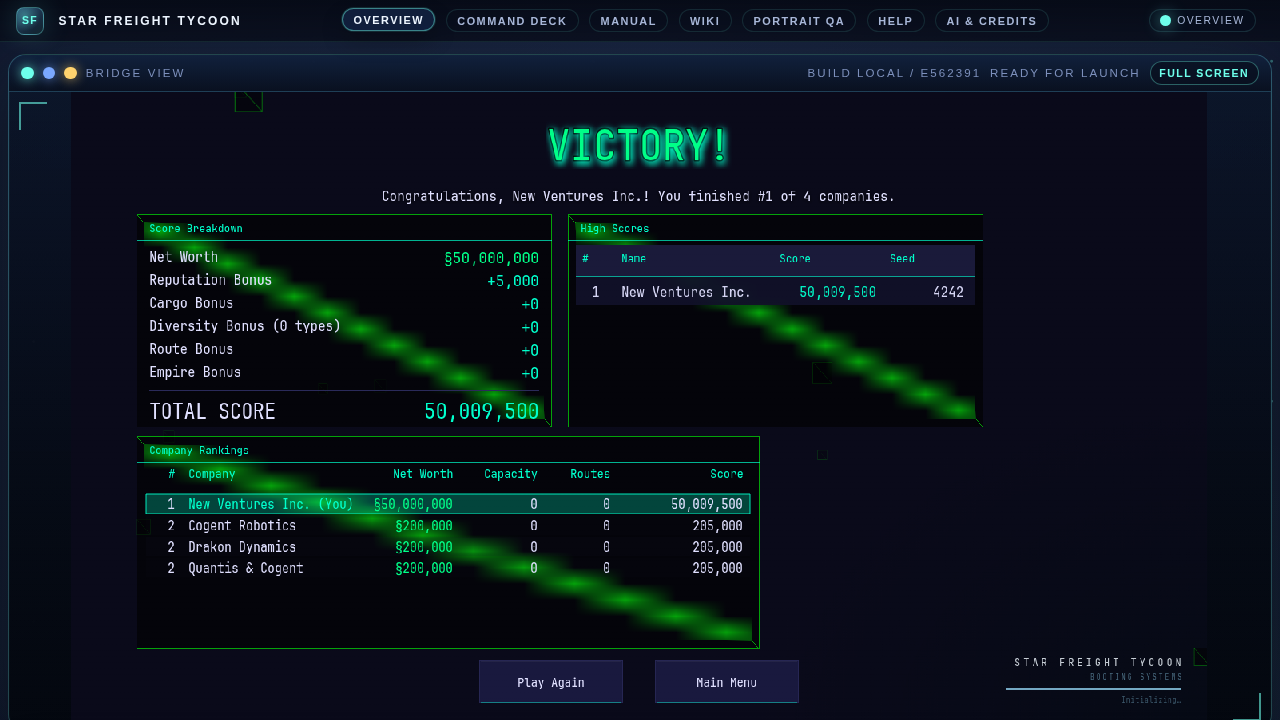 SF STAR FREIGHT TYCOON OVERVIEW COMMAND DECK MANUAL WIKI PORTRAIT QA HELP AI & CREDITS OVERVIEW
BRIDGE VIEW BUILD LOCAL / E562391 READY FOR LAUNCH FULL SCREEN
VICTORY!
Congratulations, New Ventures Inc.! You finished #1 of 4 companies.
Score Breakdown
Net Worth §50,000,000
Reputation Bonus +5,000
Cargo Bonus +0
Diversity Bonus (0 types) +0
Route Bonus +0
Empire Bonus +0
TOTAL SCORE 50,009,500
High Scores
# Name Score Seed
1 New Ventures Inc. 50,009,500 4242
Company Rankings
# Company Net Worth Capacity Routes Score
1 New Ventures Inc. (You) §50,000,000 0 0 50,009,500
2 Cogent Robotics §200,000 0 0 205,000
2 Drakon Dynamics §200,000 0 0 205,000
2 Quantis & Cogent §200,000 0 0 205,000
Play Again Main Menu
STAR FREIGHT TYCOON
BOOTING SYSTEMS
Initializing…